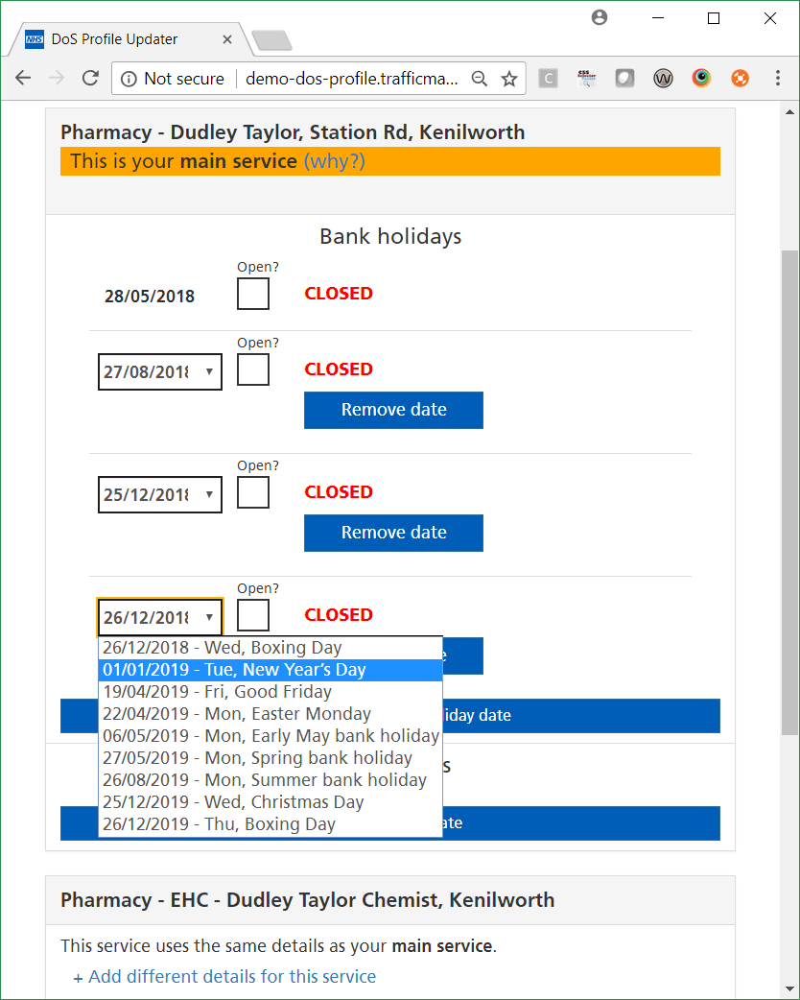 NHS DoS Profile Updater
Not secure demo-dos-profile.trafficma...
C CSS W
Pharmacy - Dudley Taylor, Station Rd, Kenilworth
This is your main service (why?)
Bank holidays
Open?
28/05/2018 CLOSED
Open?
27/08/2018 CLOSED
Remove date
Open?
25/12/2018 CLOSED
Remove date
Open?
26/12/2018 CLOSED
26/12/2018 - Wed, Boxing Day
01/01/2019 - Tue, New Year’s Day
19/04/2019 - Fri, Good Friday
22/04/2019 - Mon, Easter Monday
liday date
06/05/2019 - Mon, Early May bank holiday
27/05/2019 - Mon, Spring bank holiday
s
26/08/2019 - Mon, Summer bank holiday
25/12/2019 - Wed, Christmas Day
ate
26/12/2019 - Thu, Boxing Day
Pharmacy - EHC - Dudley Taylor Chemist, Kenilworth
This service uses the same details as your main service.
+ Add different details for this service